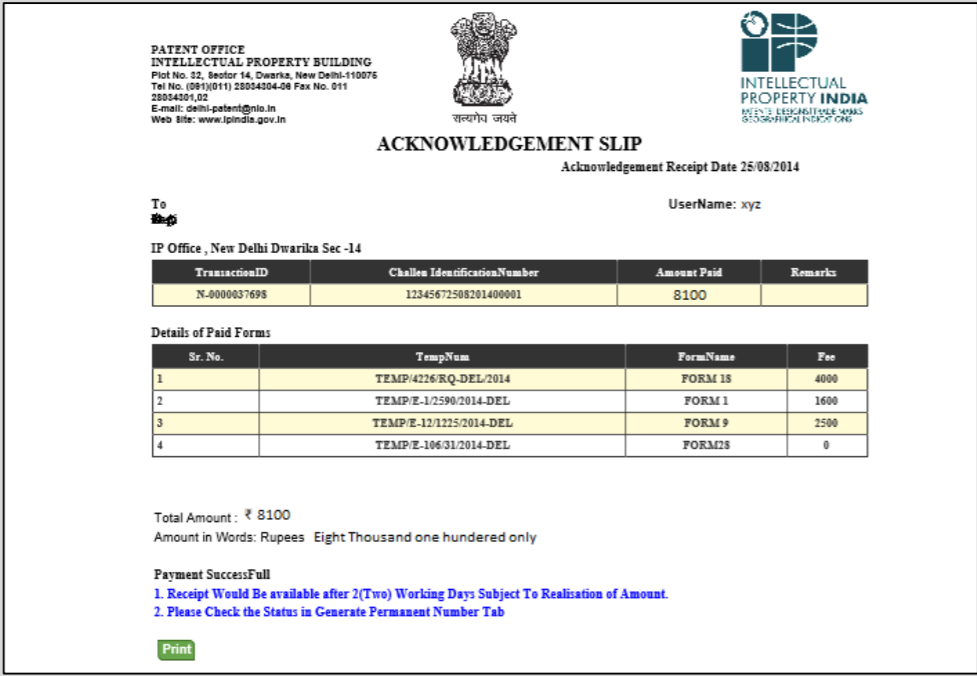 PATENT OFFICE
INTELLECTUAL PROPERTY BUILDING
Plot No. 32, Sector 14, Dwarka, New Delhi-110075
Tel No. (091)(011) 28034304-06 Fax No. 011
28034301,02
E-mail: delhi-patent@nic.in
Web Site: www.ipindia.gov.in
सत्यमेव जयते
INTELLECTUAL
PROPERTY INDIA
PATENTS | DESIGNS | TRADE MARKS
GEOGRAPHICAL INDICATIONS
ACKNOWLEDGEMENT SLIP
Acknowledgement Receipt Date 25/08/2014
To
UserName: xyz
IP Office , New Delhi Dwarika Sec -14
TransactionID Challen IdentificationNumber Amount Paid Remarks
N-0000037698 12345672508201400001 8100
Details of Paid Forms
Sr. No. TempNum FormName Fee
1 TEMP/4226/RQ-DEL/2014 FORM 18 4000
2 TEMP/E-1/2590/2014-DEL FORM 1 1600
3 TEMP/E-12/1225/2014-DEL FORM 9 2500
4 TEMP/E-106/31/2014-DEL FORM28 0
Total Amount : ₹ 8100
Amount in Words: Rupees Eight Thousand one hundered only
Payment SuccessFull
1. Receipt Would Be available after 2(Two) Working Days Subject To Realisation of Amount.
2. Please Check the Status in Generate Permanent Number Tab
Print